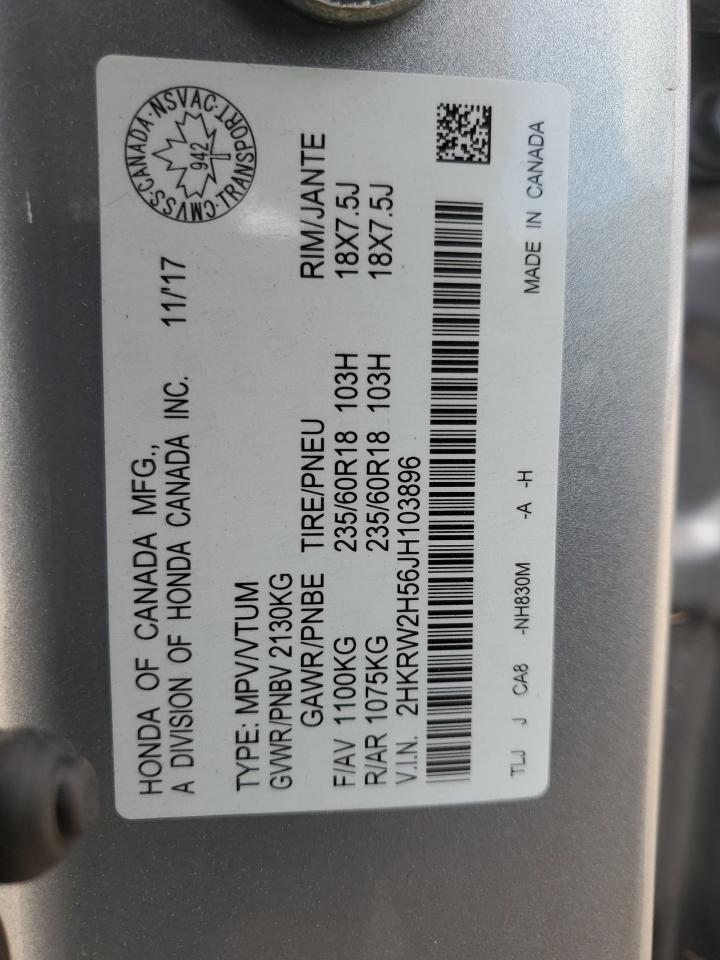 HONDA OF CANADA MFG.,
A DIVISION OF HONDA CANADA INC. 11/17
CMVSS·CANADA·NSVAC·TRANSPORT·
942
TYPE: MPV/VTUM
GVWR/PNBV 2130KG
GAWR/PNBE TIRE/PNEU RIM/JANTE
F/AV 1100KG 235/60R18 103H 18X7.5J
R/AR 1075KG 235/60R18 103H 18X7.5J
V.I.N. 2HKRW2H56JH103896
TLJ J CA8 -NH830M -A -H MADE IN CANADA